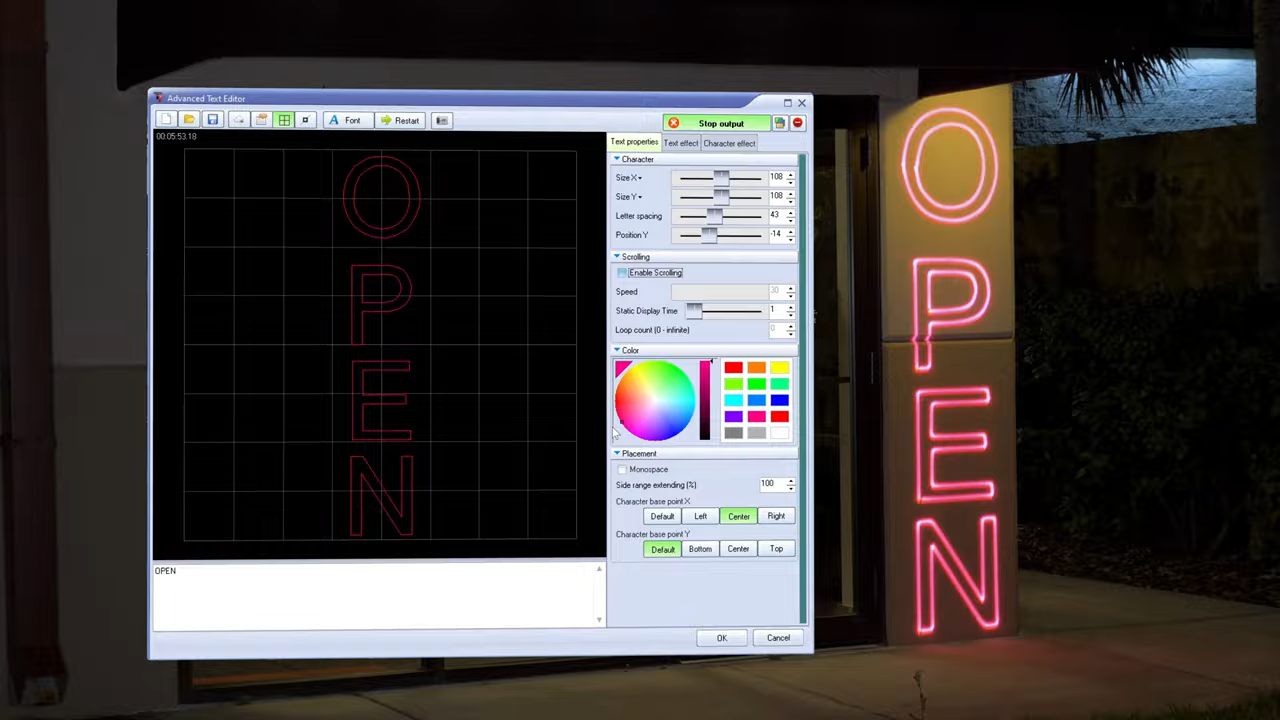 Advanced Text Editor
Font
Restart
Stop output
00:05:53.18
Text properties
Text effect
Character effect
Character
Size X
108
Size Y
108
Letter spacing
43
Position Y
-14
Scrolling
Enable Scrolling
Speed
30
Static Display Time
1
Loop count (0 - infinite)
0
Color
Placement
Monospace
Side range extending (%)
100
Character base point X
Default
Left
Center
Right
Character base point Y
Default
Bottom
Center
Top
O
P
E
N
OPEN
OK
Cancel
O
P
E
N